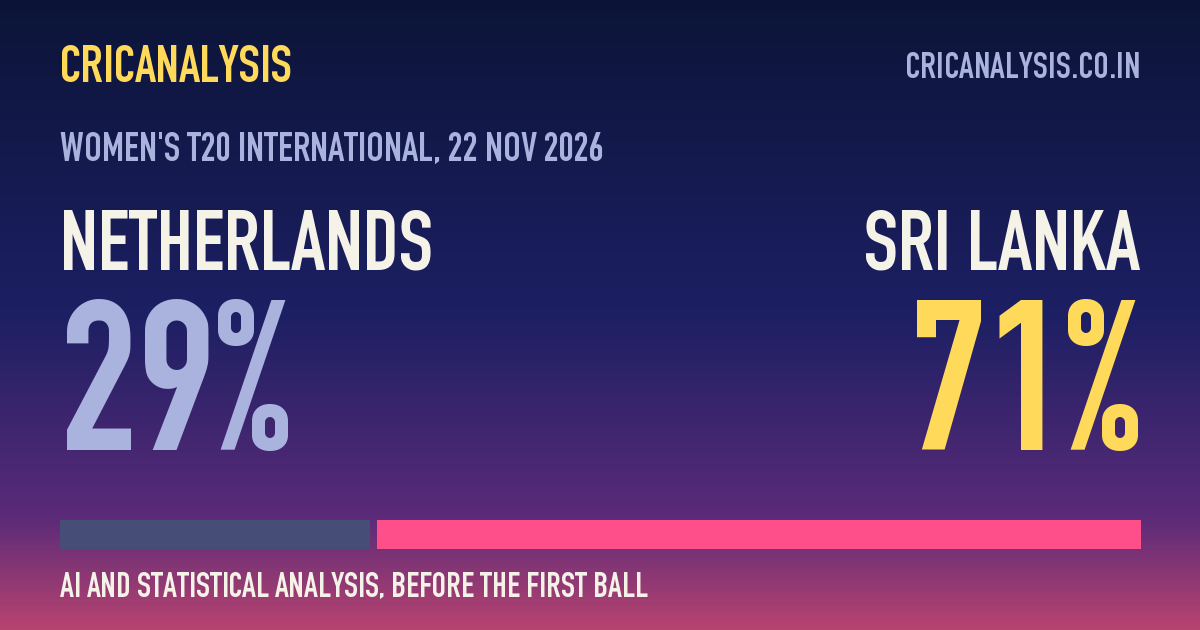 CRICANALYSIS
CRICANALYSIS.CO.IN
WOMEN'S T20 INTERNATIONAL, 22 NOV 2026
NETHERLANDS
SRI LANKA
29%
71%
AI AND STATISTICAL ANALYSIS, BEFORE THE FIRST BALL